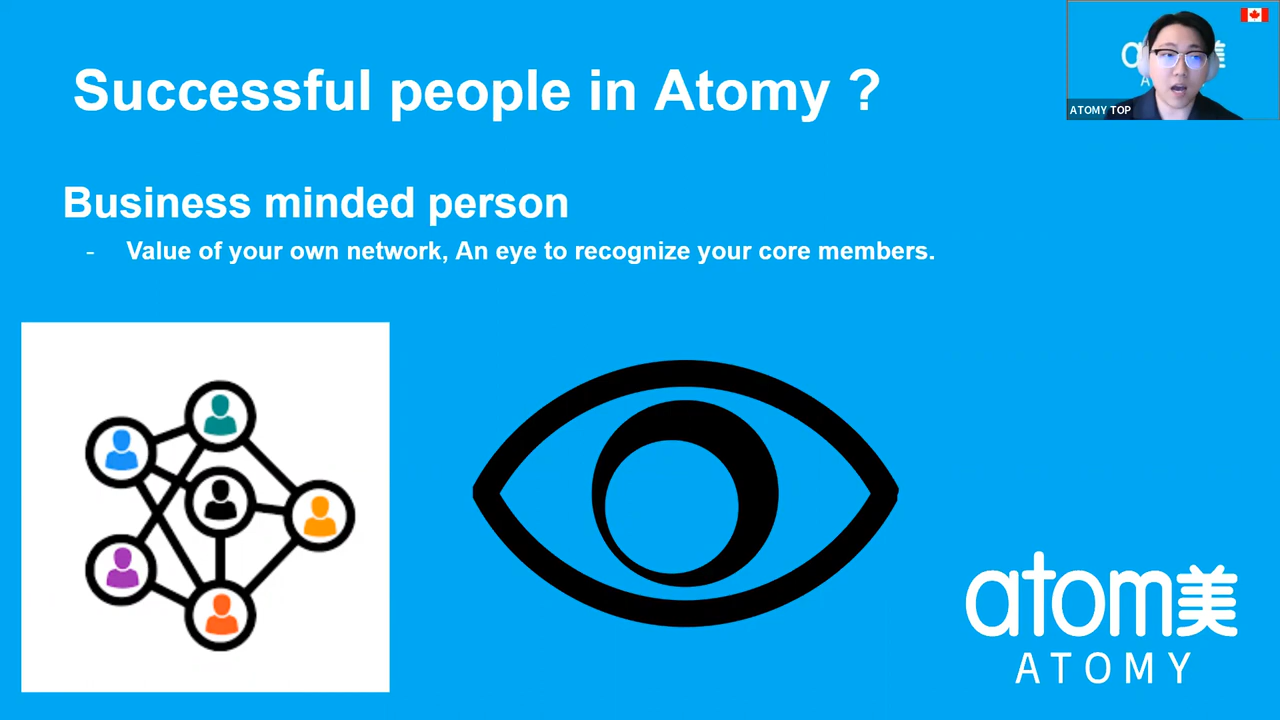 Successful people in Atomy ?
ATOMY TOP
Business minded person
- Value of your own network, An eye to recognize your core members.
atom美
ATOMY